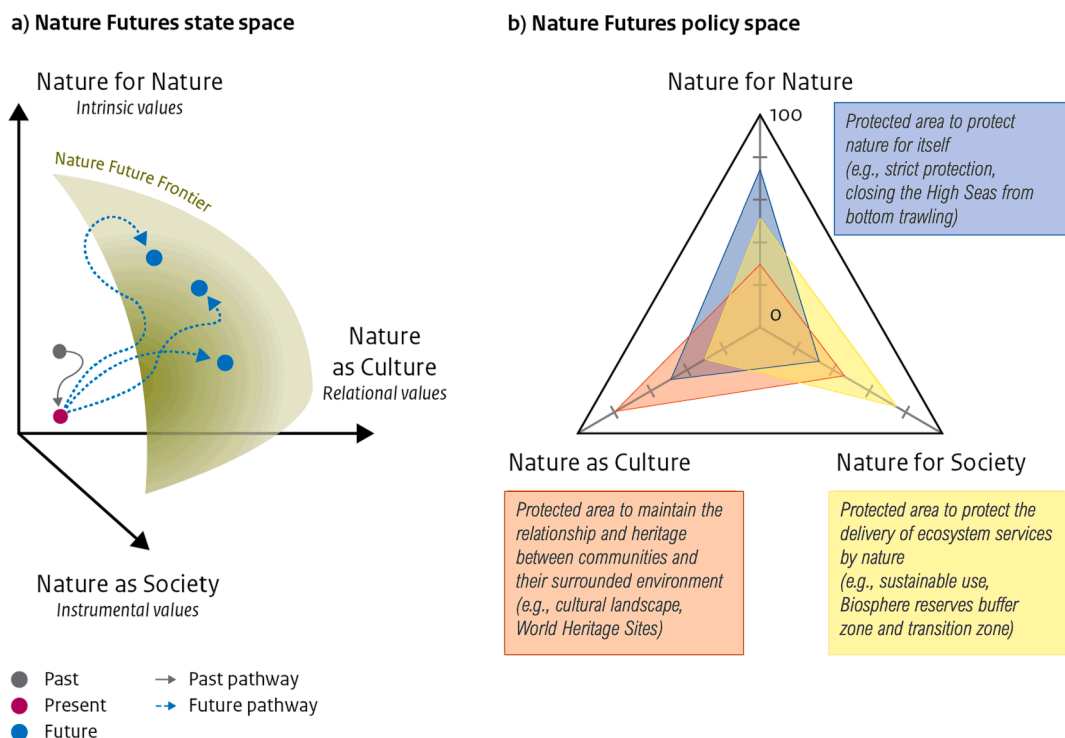 a) Nature Futures state space
Nature for Nature
Intrinsic values
Nature Future Frontier
Nature
as Culture
Relational values
Nature as Society
Instrumental values
Past
Present
Future
Past pathway
Future pathway
b) Nature Futures policy space
Nature for Nature
100
0
Protected area to protect
nature for itself
(e.g., strict protection,
closing the High Seas from
bottom trawling)
Nature as Culture
Protected area to maintain the
relationship and heritage
between communities and
their surrounded environment
(e.g., cultural landscape,
World Heritage Sites)
Nature for Society
Protected area to protect the
delivery of ecosystem services
by nature
(e.g., sustainable use,
Biosphere reserves buffer
zone and transition zone)